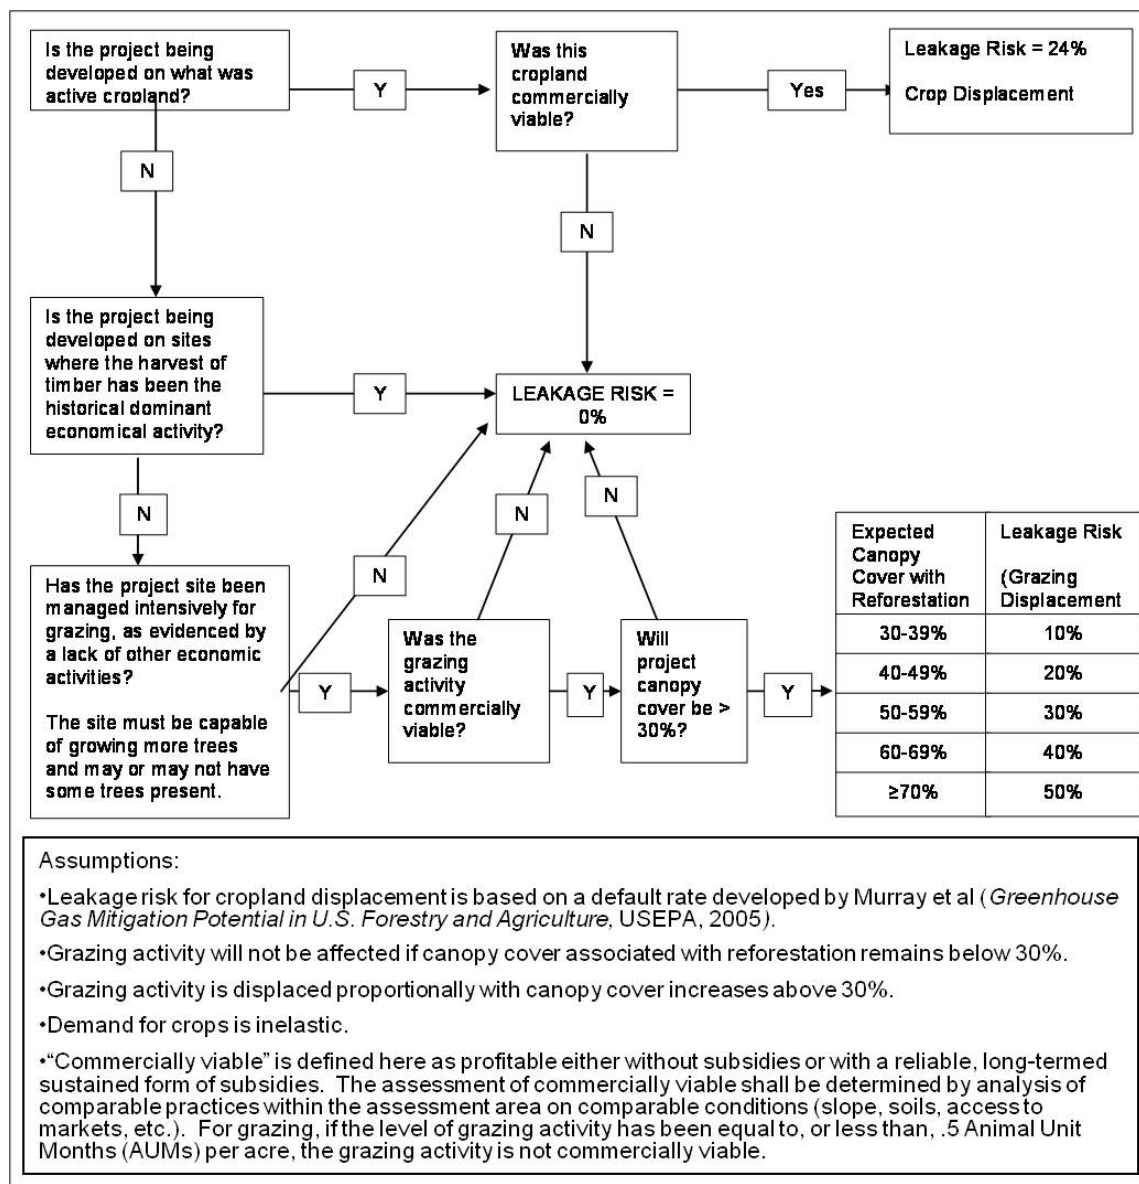 Is the project being
developed on what was
active cropland?
Y
Was this
cropland
commercially
viable?
Yes
Leakage Risk = 24%
Crop Displacement
N
N
Is the project being
developed on sites
where the harvest of
timber has been the
historical dominant
economical activity?
Y
LEAKAGE RISK =
0%
N
N
N
N
Has the project site been
managed intensively for
grazing, as evidenced by
a lack of other economic
activities?
The site must be capable
of growing more trees
and may or may not have
some trees present.
Y
Was the
grazing
activity
commercially
viable?
Y
Will
project
canopy
cover be >
30%?
Y
Expected
Canopy
Cover with
Reforestation
Leakage Risk
(Grazing
Displacement
30-39% 10%
40-49% 20%
50-59% 30%
60-69% 40%
≥70% 50%
Assumptions:
•Leakage risk for cropland displacement is based on a default rate developed by Murray et al (Greenhouse
Gas Mitigation Potential in U.S. Forestry and Agriculture, USEPA, 2005).
•Grazing activity will not be affected if canopy cover associated with reforestation remains below 30%.
•Grazing activity is displaced proportionally with canopy cover increases above 30%.
•Demand for crops is inelastic.
•“Commercially viable” is defined here as profitable either without subsidies or with a reliable, long-termed
sustained form of subsidies. The assessment of commercially viable shall be determined by analysis of
comparable practices within the assessment area on comparable conditions (slope, soils, access to
markets, etc.). For grazing, if the level of grazing activity has been equal to, or less than, .5 Animal Unit
Months (AUMs) per acre, the grazing activity is not commercially viable.